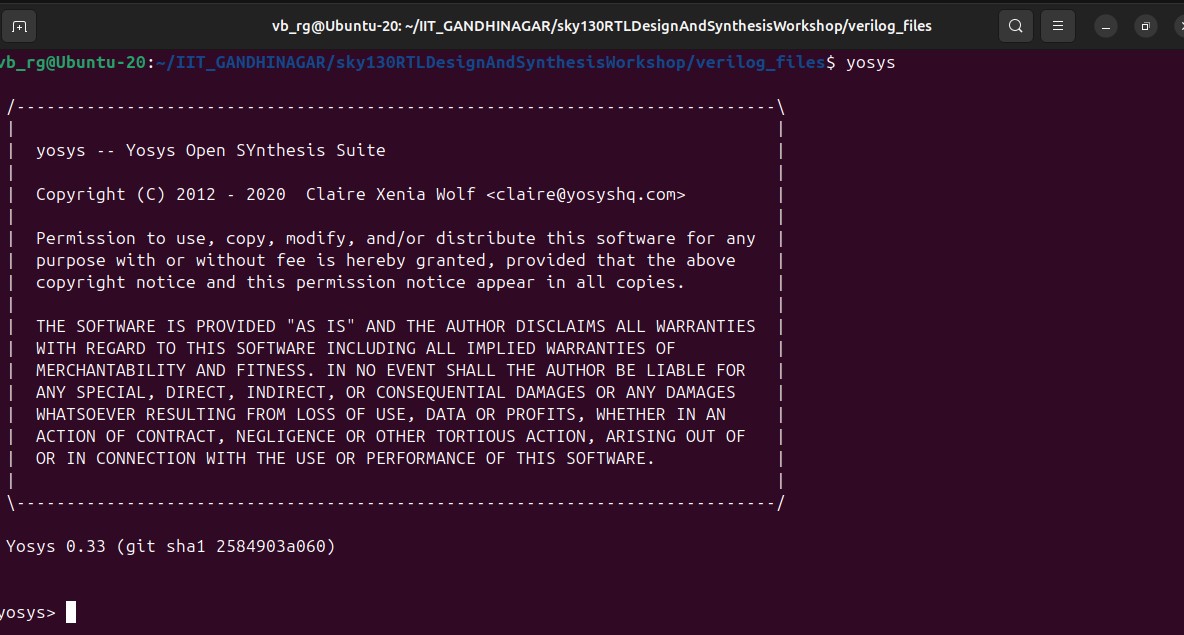 vb_rg@Ubuntu-20: ~/IIT_GANDHINAGAR/sky130RTLDesignAndSynthesisWorkshop/verilog_files
vb_rg@Ubuntu-20:~/IIT_GANDHINAGAR/sky130RTLDesignAndSynthesisWorkshop/verilog_files$ yosys
/----------------------------------------------------------------------------\
|                                                                            |
|  yosys -- Yosys Open SYnthesis Suite                                       |
|                                                                            |
|  Copyright (C) 2012 - 2020  Claire Xenia Wolf <claire@yosyshq.com>         |
|                                                                            |
|  Permission to use, copy, modify, and/or distribute this software for any  |
|  purpose with or without fee is hereby granted, provided that the above    |
|  copyright notice and this permission notice appear in all copies.         |
|                                                                            |
|  THE SOFTWARE IS PROVIDED "AS IS" AND THE AUTHOR DISCLAIMS ALL WARRANTIES  |
|  WITH REGARD TO THIS SOFTWARE INCLUDING ALL IMPLIED WARRANTIES OF          |
|  MERCHANTABILITY AND FITNESS. IN NO EVENT SHALL THE AUTHOR BE LIABLE FOR   |
|  ANY SPECIAL, DIRECT, INDIRECT, OR CONSEQUENTIAL DAMAGES OR ANY DAMAGES    |
|  WHATSOEVER RESULTING FROM LOSS OF USE, DATA OR PROFITS, WHETHER IN AN     |
|  ACTION OF CONTRACT, NEGLIGENCE OR OTHER TORTIOUS ACTION, ARISING OUT OF   |
|  OR IN CONNECTION WITH THE USE OR PERFORMANCE OF THIS SOFTWARE.            |
|                                                                            |
\----------------------------------------------------------------------------/
Yosys 0.33 (git sha1 2584903a060)
yosys>